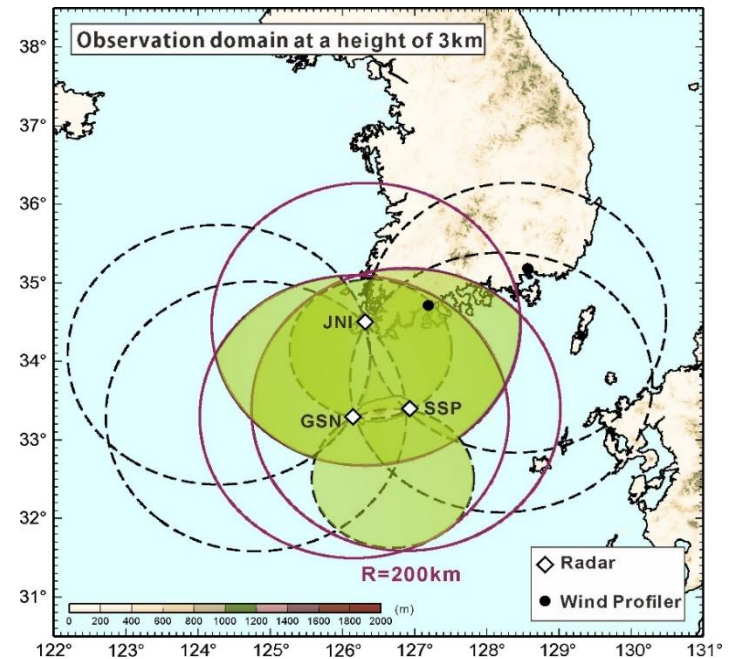 Observation domain at a height of 3km
38°
37°
36°
35°
34°
33°
32°
31°
JNI
GSN
SSP
R=200km
Radar
Wind Profiler
(m)
0 200 400 600 800 1000 1200 1400 1600 1800 2000
122° 123° 124° 125° 126° 127° 128° 129° 130° 131°